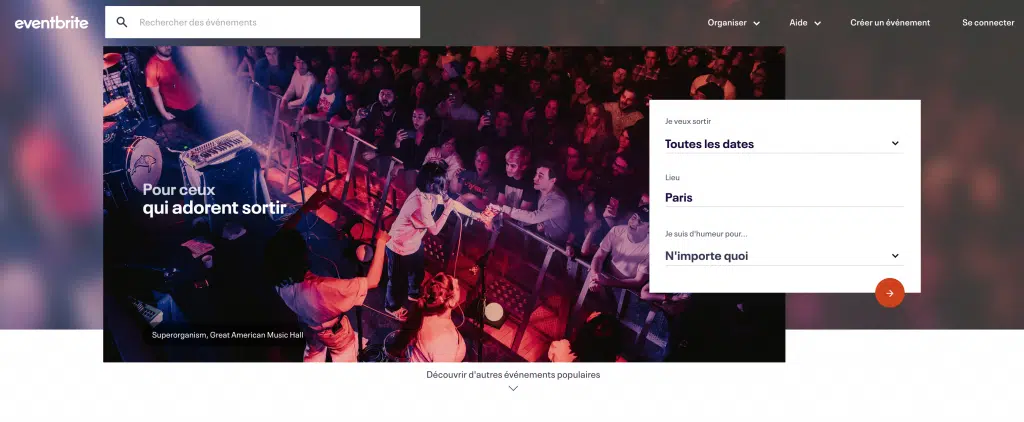 eventbrite
Rechercher des événements
Organiser
Aide
Créer un événement
Se connecter
Je veux sortir
Toutes les dates
Lieu
Paris
Je suis d'humeur pour...
N'importe quoi
Pour ceux
qui adorent sortir
Superorganism, Great American Music Hall
Découvrir d'autres événements populaires